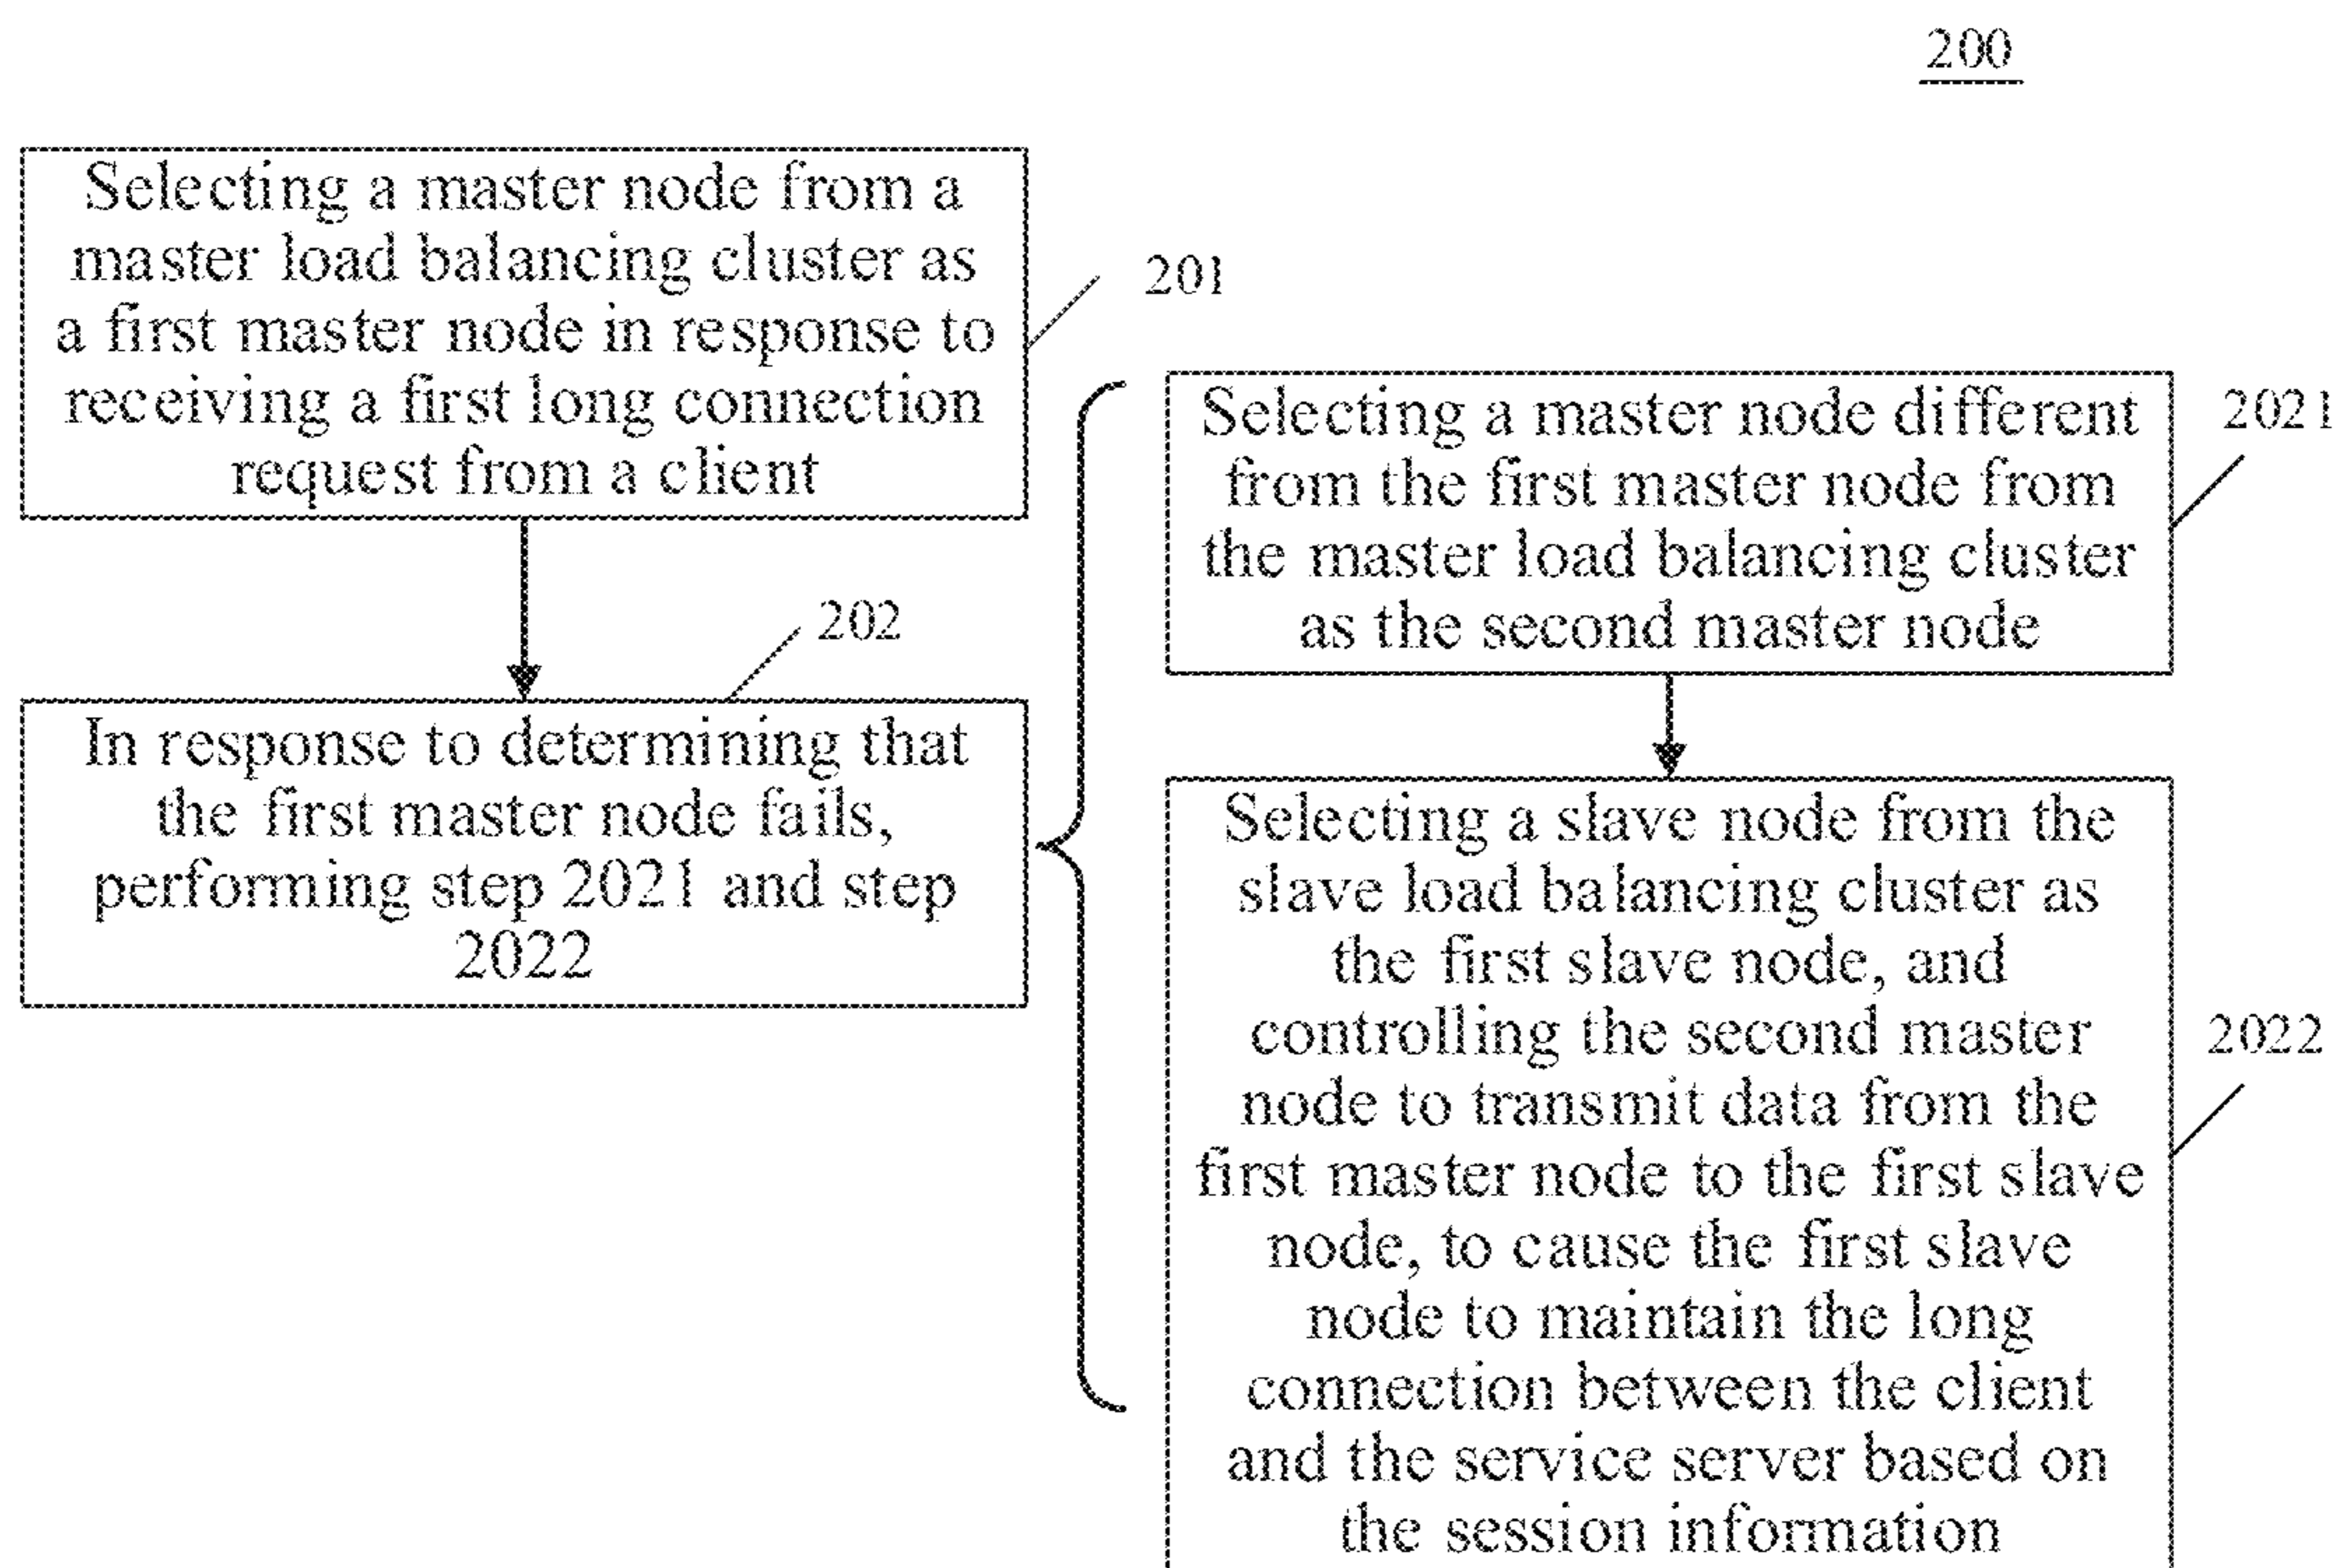 200
Selecting a master node from a
master load balancing cluster as
a first master node in response to
receiving a first long connection
request from a client
201
202
In response to determining that
the first master node fails,
performing step 2021 and step
2022
Selecting a master node different
from the first master node from
the master load balancing cluster
as the second master node
2021
Selecting a slave node from the
slave load balancing cluster as
the first slave node, and
controlling the second master
node to transmit data from the
first master node to the first slave
node, to cause the first slave
node to maintain the long
connection between the client
and the service server based on
the session information
2022